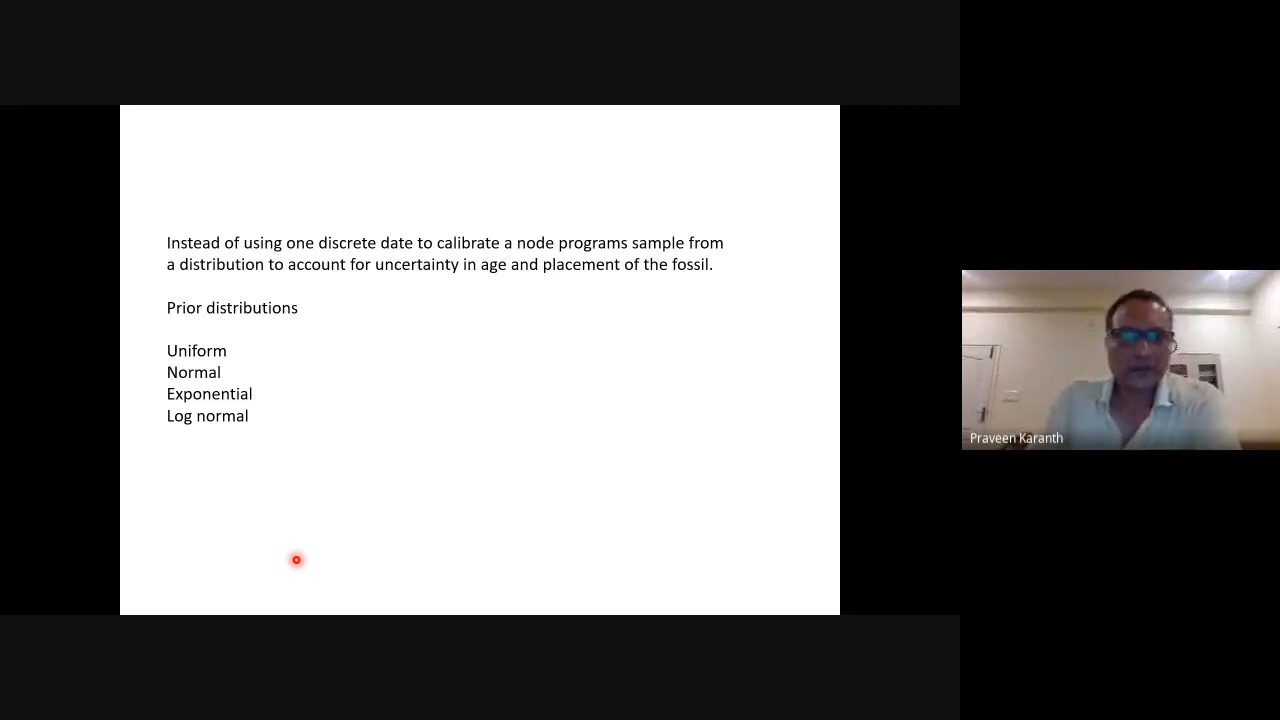 Instead of using one discrete date to calibrate a node programs sample from
a distribution to account for uncertainty in age and placement of the fossil.
Prior distributions
Uniform
Normal
Exponential
Log normal
Praveen Karanth